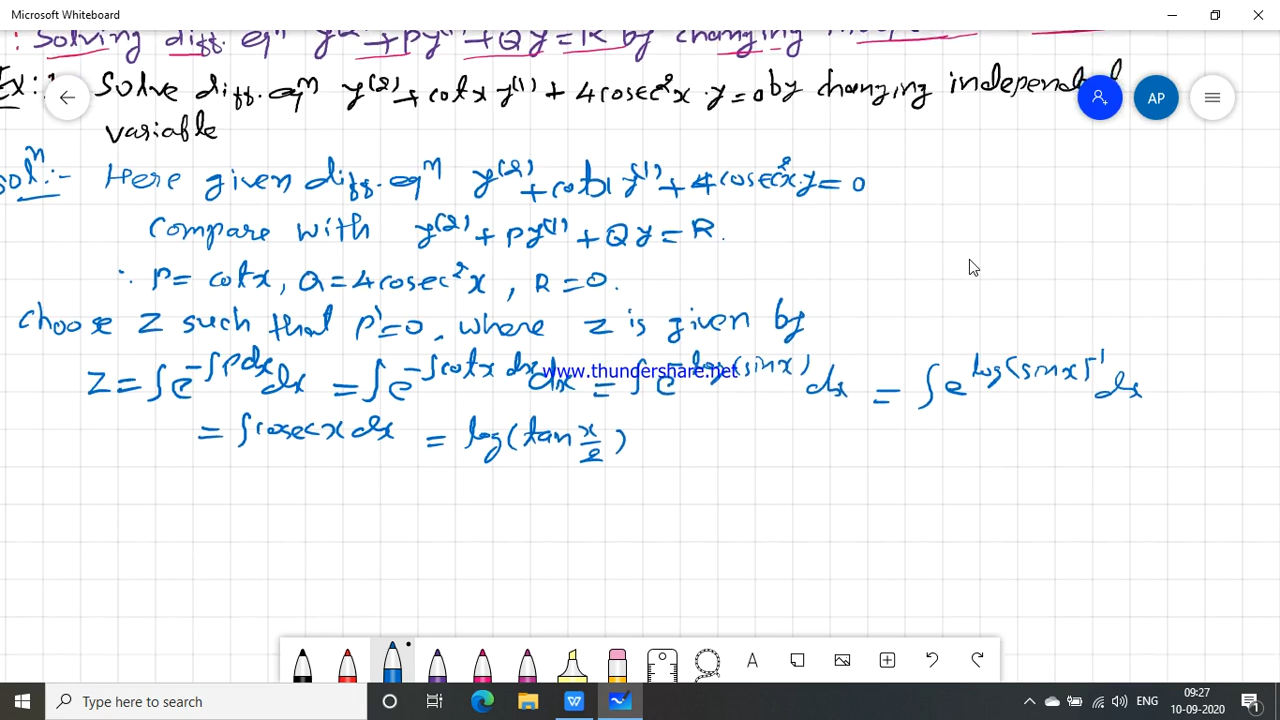 Microsoft Whiteboard
: Solving diff. eqⁿ y⁽²⁾+Py⁽¹⁾+Qy=R by changing
Ex: Solve diff. eqⁿ y⁽²⁾+cotx y⁽¹⁾ + 4cosec²x·y=0 by changing independent
AP
variable
solⁿ:- Here given diff. eqⁿ y⁽²⁾+cotx y⁽¹⁾+4cosec²x·y=0
Compare with y⁽²⁾+Py⁽¹⁾+Qy=R.
∴ P= cotx, Q=4cosec²x, R=0.
choose z such that P'=0, where z is given by
z=∫e^(-∫Pdx)dx =∫e^(-∫cotx dx)dx =∫e^(-log(sinx))dx =∫e^(log(sinx)⁻¹)dx
www.thundershare.net
=∫cosecx dx = log(tan x/2)
A
Type here to search
W
ENG
09:27
10-09-2020
1